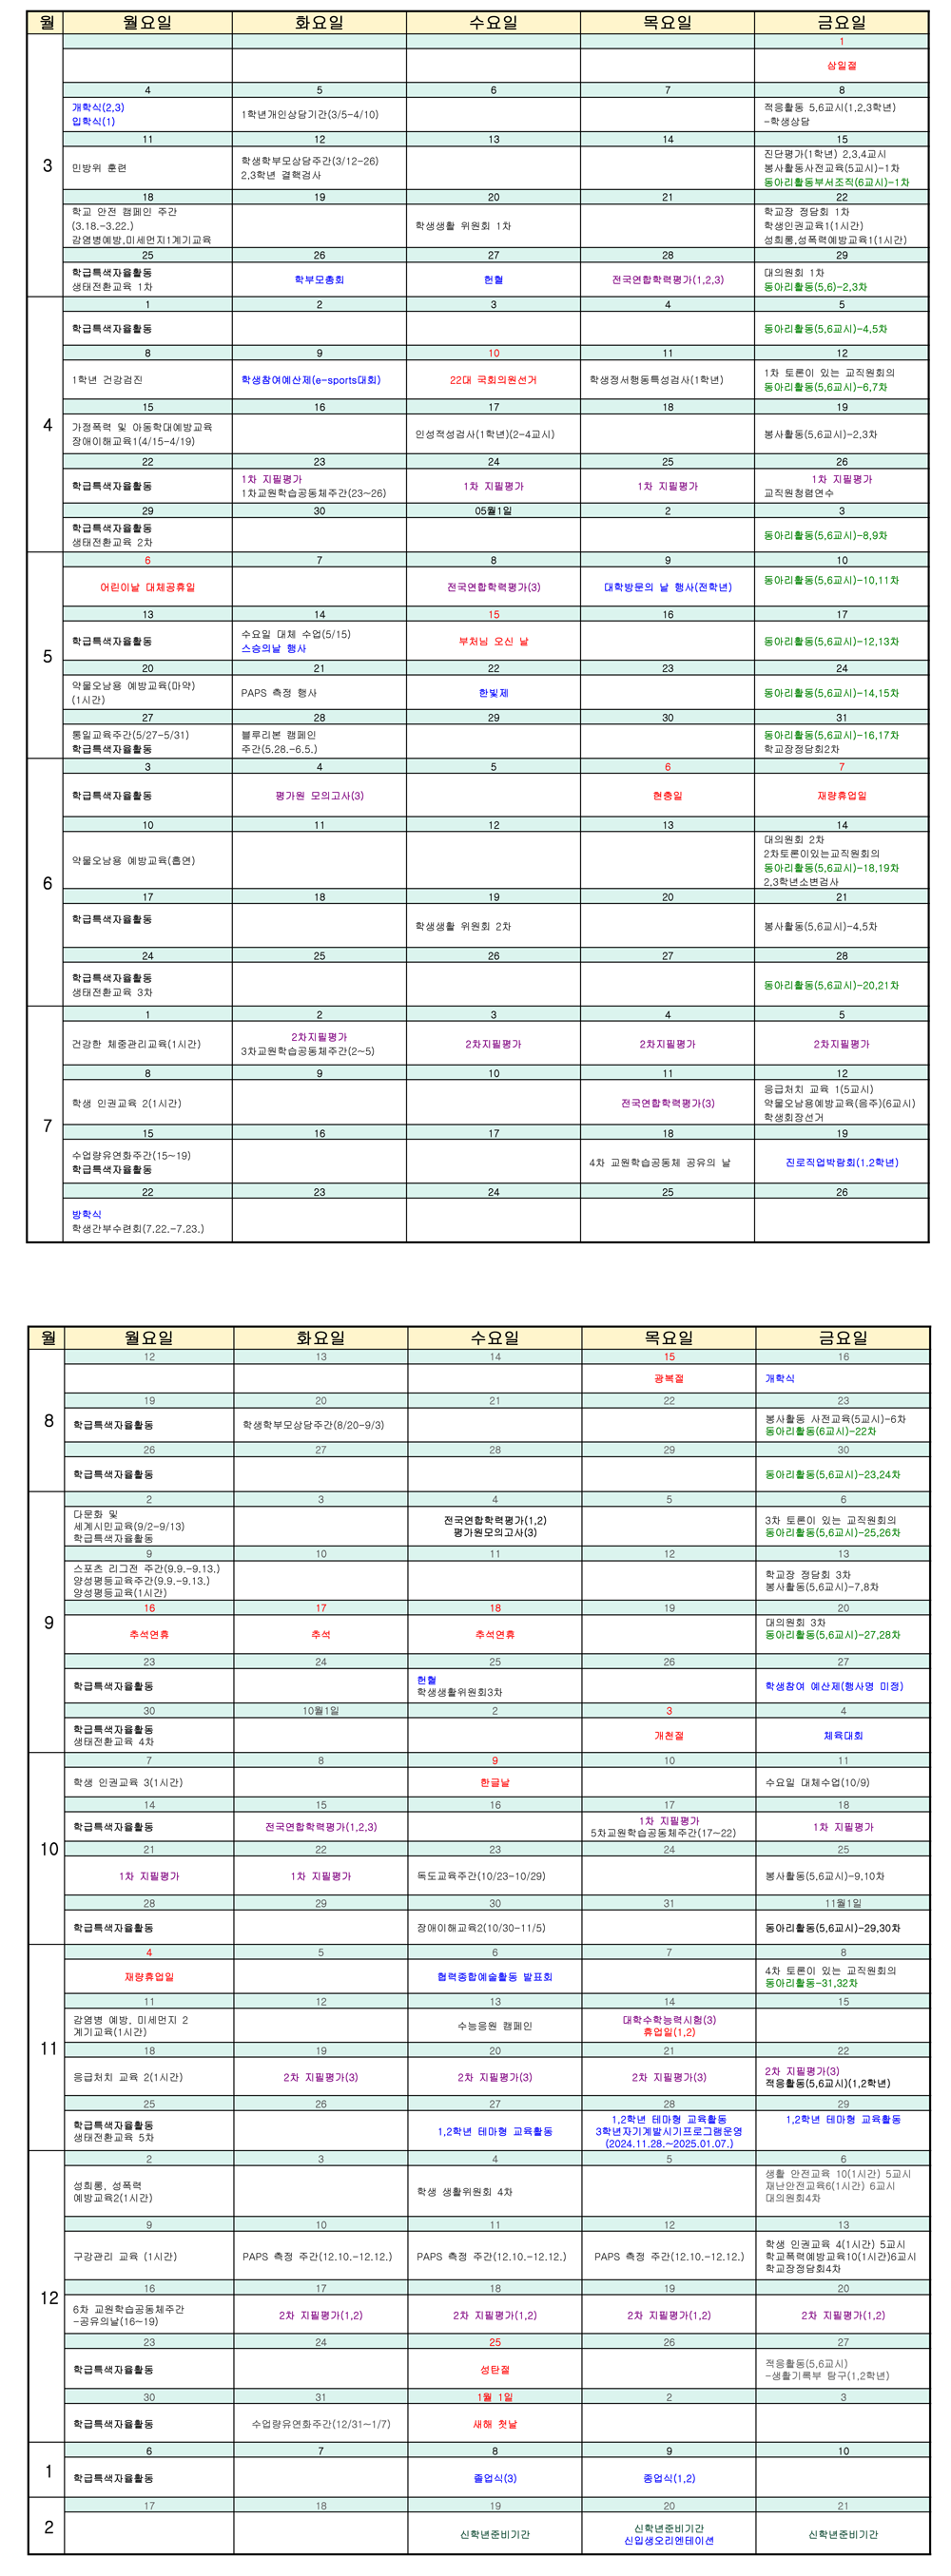 월 월요일 화요일 수요일 목요일 금요일
3
1
삼일절
4 5 6 7 8
개학식(2,3)
입학식(1)
1학년개인상담기간(3/5-4/10)
적응활동 5,6교시(1,2,3학년)
-학생상담
11 12 13 14 15
민방위 훈련
학생학부모상담주간(3/12-26)
2,3학년 결핵검사
진단평가(1학년) 2,3,4교시
봉사활동사전교육(5교시)-1차
동아리활동부서조직(6교시)-1차
18 19 20 21 22
학교 안전 캠페인 주간
(3.18.-3.22.)
감염병예방,미세먼지1계기교육
학생생활 위원회 1차
학교장 정담회 1차
학생인권교육1(1시간)
성희롱,성폭력예방교육1(1시간)
25 26 27 28 29
학급특색자율활동
생태전환교육 1차
학부모총회
헌혈
전국연합학력평가(1,2,3)
대의원회 1차
동아리활동(5,6)-2,3차
4
1 2 3 4 5
학급특색자율활동
동아리활동(5,6교시)-4,5차
8 9 10 11 12
1학년 건강검진
학생참여예산제(e-sports대회)
22대 국회의원선거
학생정서행동특성검사(1학년)
1차 토론이 있는 교직원회의
동아리활동(5,6교시)-6,7차
15 16 17 18 19
가정폭력 및 아동학대예방교육
장애이해교육1(4/15-4/19)
인성적성검사(1학년)(2-4교시)
봉사활동(5,6교시)-2,3차
22 23 24 25 26
학급특색자율활동
1차 지필평가
1차교원학습공동체주간(23~26)
1차 지필평가
1차 지필평가
1차 지필평가
교직원청렴연수
29 30 05월1일 2 3
학급특색자율활동
생태전환교육 2차
동아리활동(5,6교시)-8,9차
5
6 7 8 9 10
어린이날 대체공휴일
전국연합학력평가(3)
대학방문의 날 행사(전학년)
동아리활동(5,6교시)-10,11차
13 14 15 16 17
학급특색자율활동
수요일 대체 수업(5/15)
스승의날 행사
부처님 오신 날
동아리활동(5,6교시)-12,13차
20 21 22 23 24
약물오남용 예방교육(마약)
(1시간)
PAPS 측정 행사
한빛제
동아리활동(5,6교시)-14,15차
27 28 29 30 31
통일교육주간(5/27-5/31)
학급특색자율활동
블루리본 캠페인
주간(5.28.-6.5.)
동아리활동(5,6교시)-16,17차
학교장정담회2차
6
3 4 5 6 7
학급특색자율활동
평가원 모의고사(3)
현충일
재량휴업일
10 11 12 13 14
약물오남용 예방교육(흡연)
대의원회 2차
2차토론이있는교직원회의
동아리활동(5,6교시)-18,19차
2,3학년소변검사
17 18 19 20 21
학급특색자율활동
학생생활 위원회 2차
봉사활동(5,6교시)-4,5차
24 25 26 27 28
학급특색자율활동
생태전환교육 3차
동아리활동(5,6교시)-20,21차
7
1 2 3 4 5
건강한 체중관리교육(1시간)
2차지필평가
3차교원학습공동체주간(2~5)
2차지필평가
2차지필평가
2차지필평가
8 9 10 11 12
학생 인권교육 2(1시간)
전국연합학력평가(3)
응급처치 교육 1(5교시)
약물오남용예방교육(음주)(6교시)
학생회장선거
15 16 17 18 19
수업량유연화주간(15~19)
학급특색자율활동
4차 교원학습공동체 공유의 날
진로직업박람회(1,2학년)
22 23 24 25 26
방학식
학생간부수련회(7.22.-7.23.)
월 월요일 화요일 수요일 목요일 금요일
8
12 13 14 15 16
광복절
개학식
19 20 21 22 23
학급특색자율활동
학생학부모상담주간(8/20-9/3)
봉사활동 사전교육(5교시)-6차
동아리활동(6교시)-22차
26 27 28 29 30
학급특색자율활동
동아리활동(5,6교시)-23,24차
9
2 3 4 5 6
다문화 및
세계시민교육(9/2-9/13)
학급특색자율활동
전국연합학력평가(1,2)
평가원모의고사(3)
3차 토론이 있는 교직원회의
동아리활동(5,6교시)-25,26차
9 10 11 12 13
스포츠 리그전 주간(9.9.-9.13.)
양성평등교육주간(9.9.-9.13.)
양성평등교육(1시간)
학교장 정담회 3차
봉사활동(5,6교시)-7,8차
16 17 18 19 20
추석연휴
추석
추석연휴
대의원회 3차
동아리활동(5,6교시)-27,28차
23 24 25 26 27
학급특색자율활동
헌혈
학생생활위원회3차
학생참여 예산제(행사명 미정)
30 10월1일 2 3 4
학급특색자율활동
생태전환교육 4차
개천절
체육대회
10
7 8 9 10 11
학생 인권교육 3(1시간)
한글날
수요일 대체수업(10/9)
14 15 16 17 18
학급특색자율활동
전국연합학력평가(1,2,3)
1차 지필평가
5차교원학습공동체주간(17~22)
1차 지필평가
21 22 23 24 25
1차 지필평가
1차 지필평가
독도교육주간(10/23-10/29)
봉사활동(5,6교시)-9,10차
28 29 30 31 11월1일
학급특색자율활동
장애이해교육2(10/30-11/5)
동아리활동(5,6교시)-29,30차
11
4 5 6 7 8
재량휴업일
협력종합예술활동 발표회
4차 토론이 있는 교직원회의
동아리활동-31,32차
11 12 13 14 15
감염병 예방, 미세먼지 2
계기교육(1시간)
수능응원 캠페인
대학수학능력시험(3)
휴업일(1,2)
18 19 20 21 22
응급처치 교육 2(1시간)
2차 지필평가(3)
2차 지필평가(3)
2차 지필평가(3)
2차 지필평가(3)
적응활동(5,6교시)(1,2학년)
25 26 27 28 29
학급특색자율활동
생태전환교육 5차
1,2학년 테마형 교육활동
1,2학년 테마형 교육활동
3학년자기계발시기프로그램운영
(2024.11.28.~2025.01.07.)
1,2학년 테마형 교육활동
12
2 3 4 5 6
성희롱, 성폭력
예방교육2(1시간)
학생 생활위원회 4차
생활 안전교육 10(1시간) 5교시
재난안전교육6(1시간) 6교시
대의원회4차
9 10 11 12 13
구강관리 교육 (1시간)
PAPS 측정 주간(12.10.-12.12.)
PAPS 측정 주간(12.10.-12.12.)
PAPS 측정 주간(12.10.-12.12.)
학생 인권교육 4(1시간) 5교시
학교폭력예방교육10(1시간)6교시
학교장정담회4차
16 17 18 19 20
6차 교원학습공동체주간
-공유의날(16~19)
2차 지필평가(1,2)
2차 지필평가(1,2)
2차 지필평가(1,2)
2차 지필평가(1,2)
23 24 25 26 27
학급특색자율활동
성탄절
적응활동(5,6교시)
-생활기록부 탐구(1,2학년)
30 31 1월 1일 2 3
학급특색자율활동
수업량유연화주간(12/31~1/7)
새해 첫날
1
6 7 8 9 10
학급특색자율활동
졸업식(3)
종업식(1,2)
2
17 18 19 20 21
신학년준비기간
신학년준비기간
신입생오리엔테이션
신학년준비기간